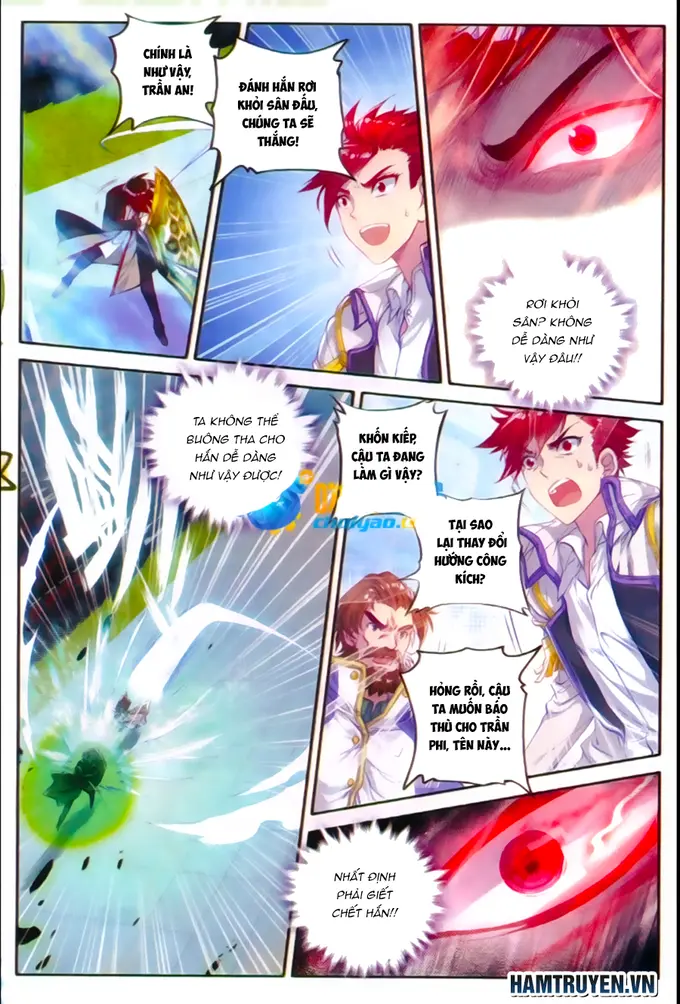 CHÍNH LÀ
NHƯ VẬY,
TRẦN AN!
ĐÁNH HẮN RƠI
KHỎI SÂN ĐẤU,
CHÚNG TA SẼ
THẮNG!
RƠI KHỎI
SÂN? KHÔNG
DỄ DÀNG NHƯ
VẬY ĐÂU!!
TA KHÔNG THỂ
BUÔNG THA CHO
HẮN DỄ DÀNG
NHƯ VẬY ĐƯỢC!
KHỐN KIẾP,
CẬU TA ĐANG
LÀM GÌ VẬY?
TẠI SAO
LẠI THAY ĐỔI
HƯỚNG CÔNG
KÍCH?
HỎNG RỒI, CẬU
TA MUỐN BÁO
THÙ CHO TRẦN
PHI, TÊN NÀY...
NHẤT ĐỊNH
PHẢI GIẾT
CHẾT HẮN!!
HAMTRUYEN.VN